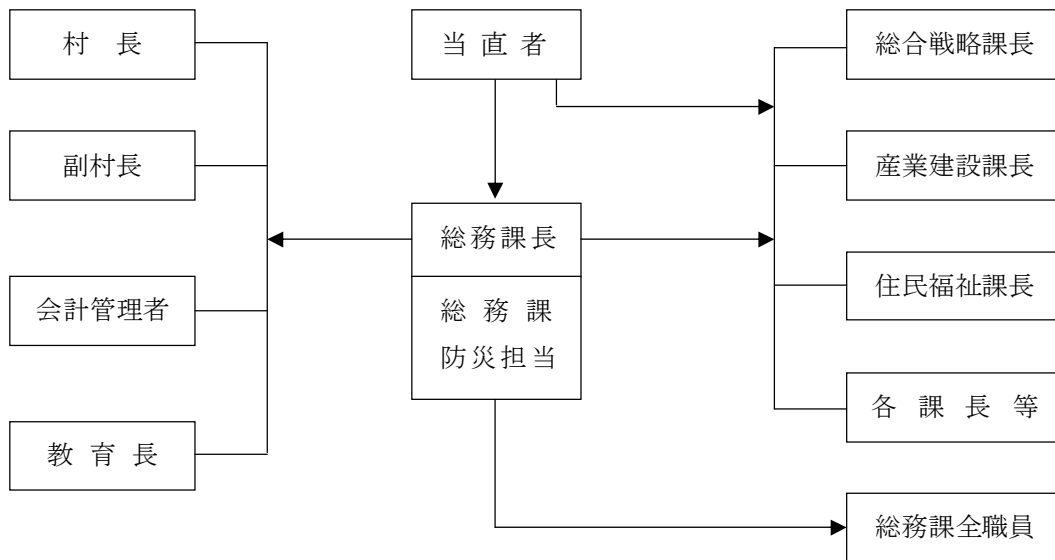 村 長
当 直 者
総合戦略課長
副村長
産業建設課長
総務課長
会計管理者
総 務 課
防災担当
住民福祉課長
教 育 長
各 課 長 等
総務課全職員